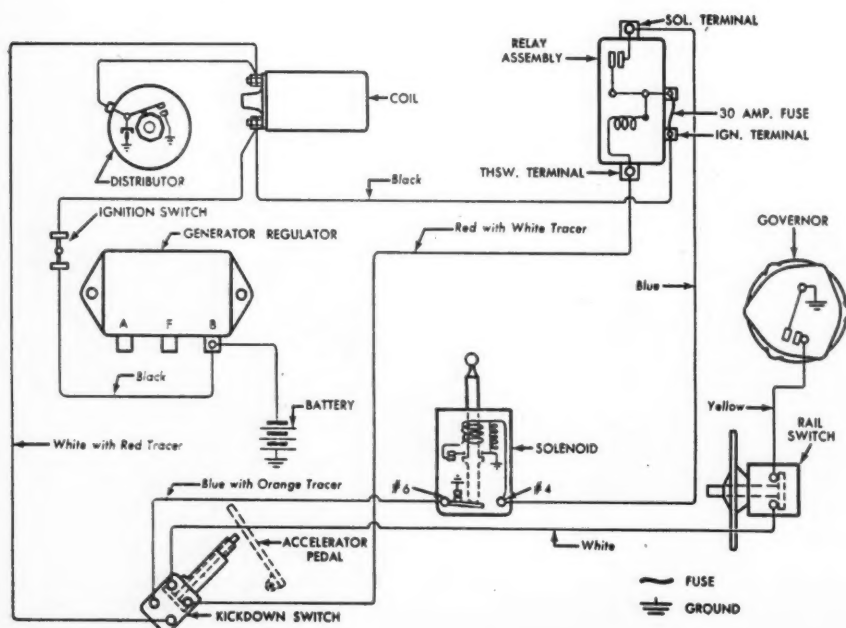 SOL. TERMINAL
RELAY
ASSEMBLY
COIL
30 AMP. FUSE
IGN. TERMINAL
DISTRIBUTOR
Black
THSW. TERMINAL
IGNITION SWITCH
GENERATOR REGULATOR
Red with White Tracer
GOVERNOR
Blue
A
F
B
Black
BATTERY
Yellow
RAIL
SWITCH
White with Red Tracer
SOLENOID
Blue with Orange Tracer
#6
#4
ACCELERATOR
PEDAL
White
FUSE
KICKDOWN SWITCH
GROUND